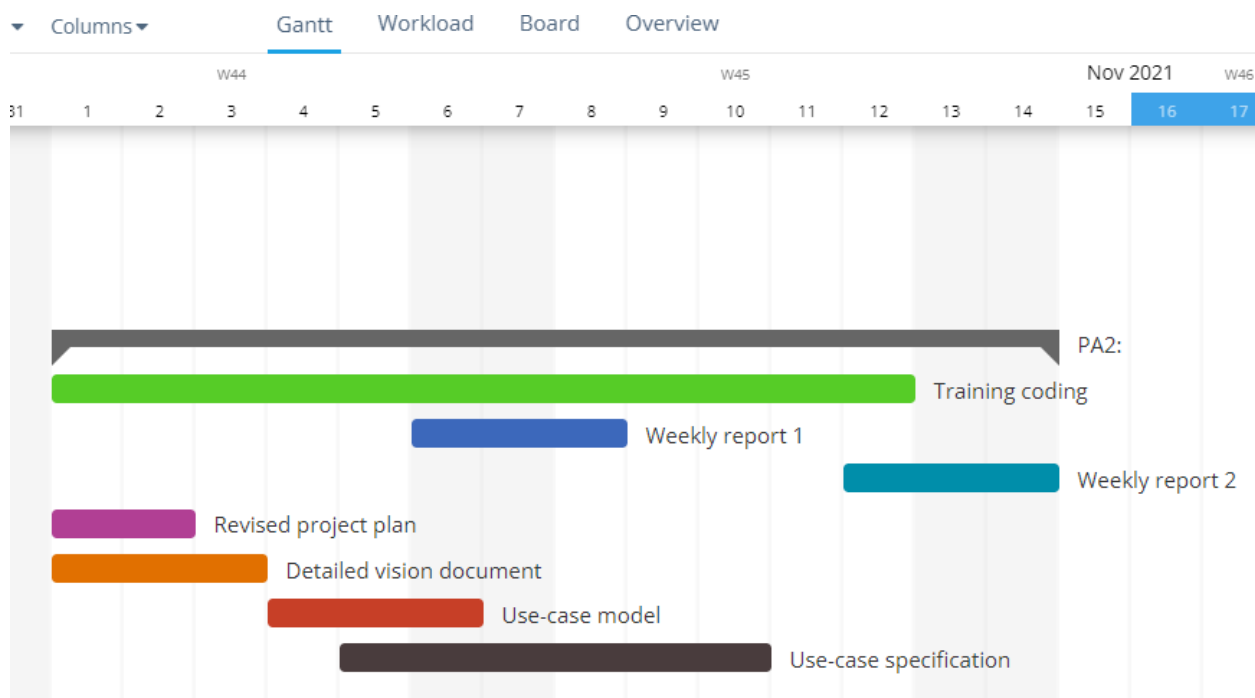 Columns Gantt Workload Board Overview
W44 W45 Nov 2021 W46
31 1 2 3 4 5 6 7 8 9 10 11 12 13 14 15 16 17
PA2:
Training coding
Weekly report 1
Weekly report 2
Revised project plan
Detailed vision document
Use-case model
Use-case specification